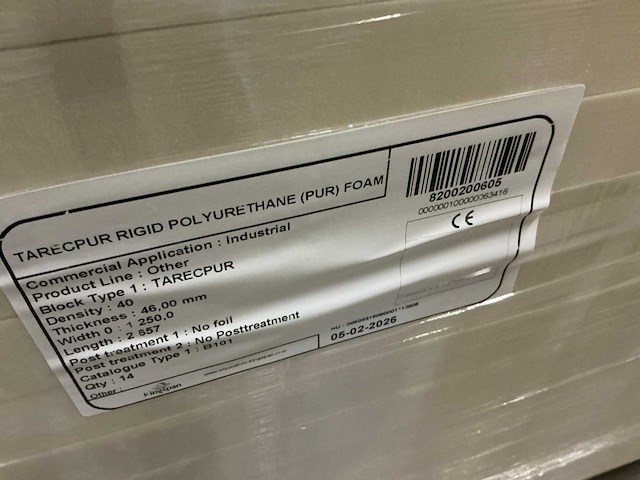 TARECPUR RIGID POLYURETHANE (PUR) FOAM
8200200605
000000100000063416
CE
Commercial Application : Industrial
Product Line : Other
Block Type 1 : TARECPUR
Density : 40
Thickness : 46,00 mm
Width 0 : 1 250,0
Length : 2 557
Post treatment 1 : No foil
Post treatment 2 : No Posttreatment
Catalogue Type 1 : B101
Qty : 14
Other :
Kingspan
HU :
05-02-2026